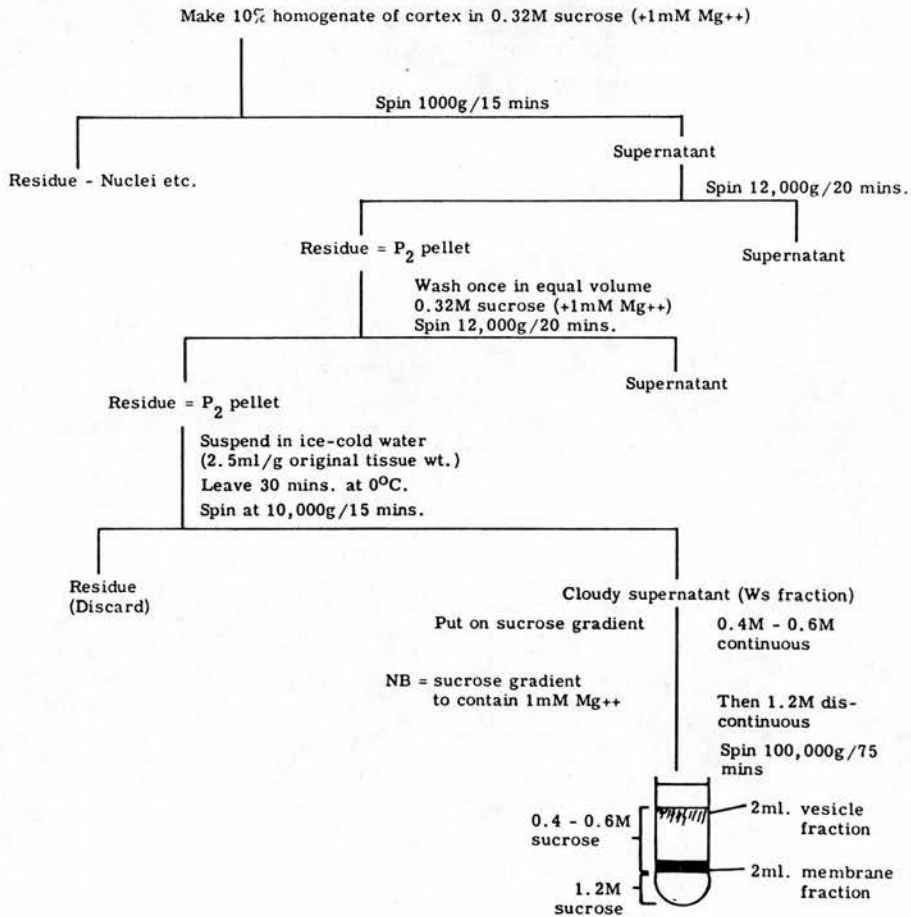 Make 10% homogenate of cortex in 0.32M sucrose (+1mM Mg++)
Spin 1000g/15 mins
Residue - Nuclei etc.
Supernatant
Spin 12,000g/20 mins.
Residue = P2 pellet
Supernatant
Wash once in equal volume
0.32M sucrose (+1mM Mg++)
Spin 12,000g/20 mins.
Residue = P2 pellet
Supernatant
Suspend in ice-cold water
(2.5ml/g original tissue wt.)
Leave 30 mins. at 0°C.
Spin at 10,000g/15 mins.
Residue
(Discard)
Cloudy supernatant (Ws fraction)
Put on sucrose gradient
0.4M - 0.6M
continuous
NB = sucrose gradient
to contain 1mM Mg++
Then 1.2M dis-
continuous
Spin 100,000g/75
mins
0.4 - 0.6M
sucrose
2ml. vesicle
fraction
1.2M
sucrose
2ml. membrane
fraction